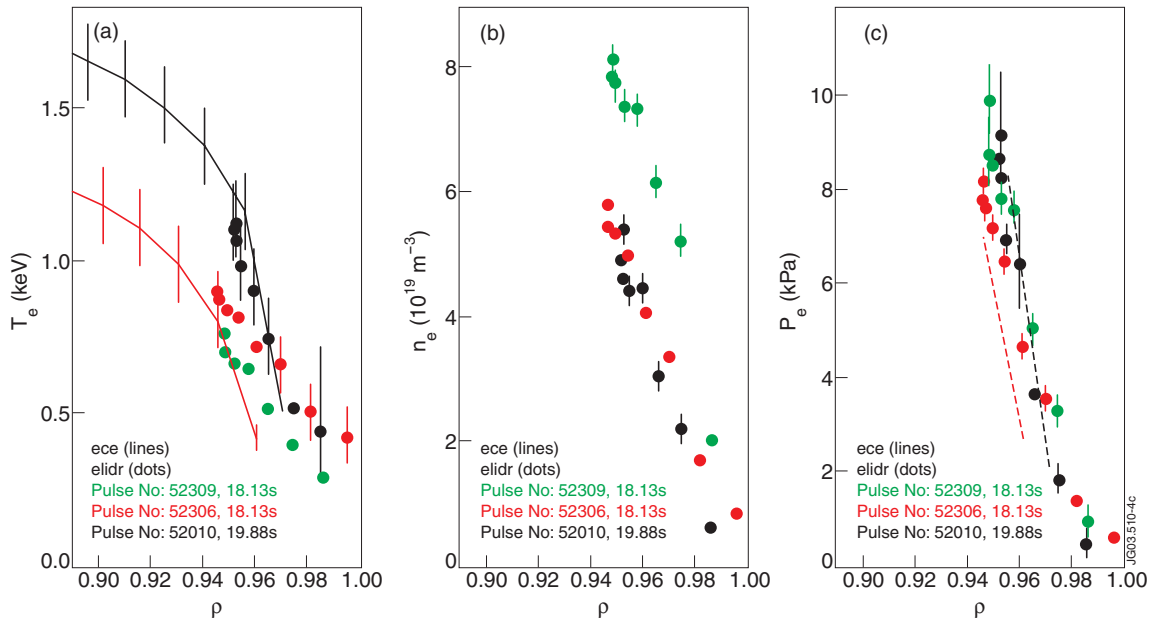 (a)
1.5
1.0
0.5
0.0
T_e (keV)
ece (lines)
elidr (dots)
Pulse No: 52309, 18.13s
Pulse No: 52306, 18.13s
Pulse No: 52010, 19.88s
0.90 0.92 0.94 0.96 0.98 1.00
ρ
(b)
8
6
4
2
0
n_e (10^19 m^−3)
ece (lines)
elidr (dots)
Pulse No: 52309, 18.13s
Pulse No: 52306, 18.13s
Pulse No: 52010, 19.88s
0.90 0.92 0.94 0.96 0.98 1.00
ρ
(c)
10
8
6
4
2
0
P_e (kPa)
ece (lines)
elidr (dots)
Pulse No: 52309, 18.13s
Pulse No: 52306, 18.13s
Pulse No: 52010, 19.88s
0.90 0.92 0.94 0.96 0.98 1.00
ρ
JG03.510-4c